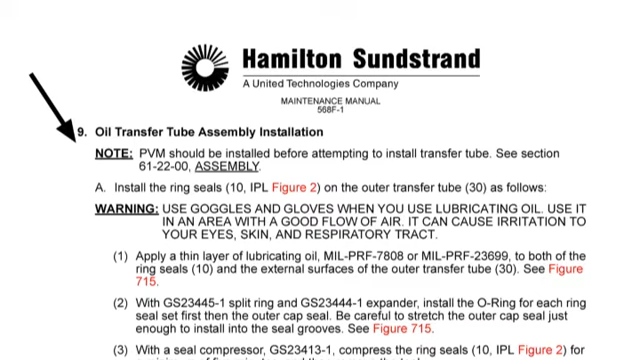 Hamilton Sundstrand
A United Technologies Company
MAINTENANCE MANUAL
568F-1
9. Oil Transfer Tube Assembly Installation
NOTE: PVM should be installed before attempting to install transfer tube. See section
61-22-00, ASSEMBLY.
A. Install the ring seals (10, IPL Figure 2) on the outer transfer tube (30) as follows:
WARNING: USE GOGGLES AND GLOVES WHEN YOU USE LUBRICATING OIL. USE IT
IN AN AREA WITH A GOOD FLOW OF AIR. IT CAN CAUSE IRRITATION TO
YOUR EYES, SKIN, AND RESPIRATORY TRACT.
(1) Apply a thin layer of lubricating oil, MIL-PRF-7808 or MIL-PRF-23699, to both of the
ring seals (10) and the external surfaces of the outer transfer tube (30). See Figure
715.
(2) With GS23445-1 split ring and GS23444-1 expander, install the O-Ring for each ring
seal set first then the outer cap seal. Be careful to stretch the outer cap seal just
enough to install into the seal grooves. See Figure 715.
(3) With a seal compressor, GS23413-1, compress the ring seals (10, IPL Figure 2) for